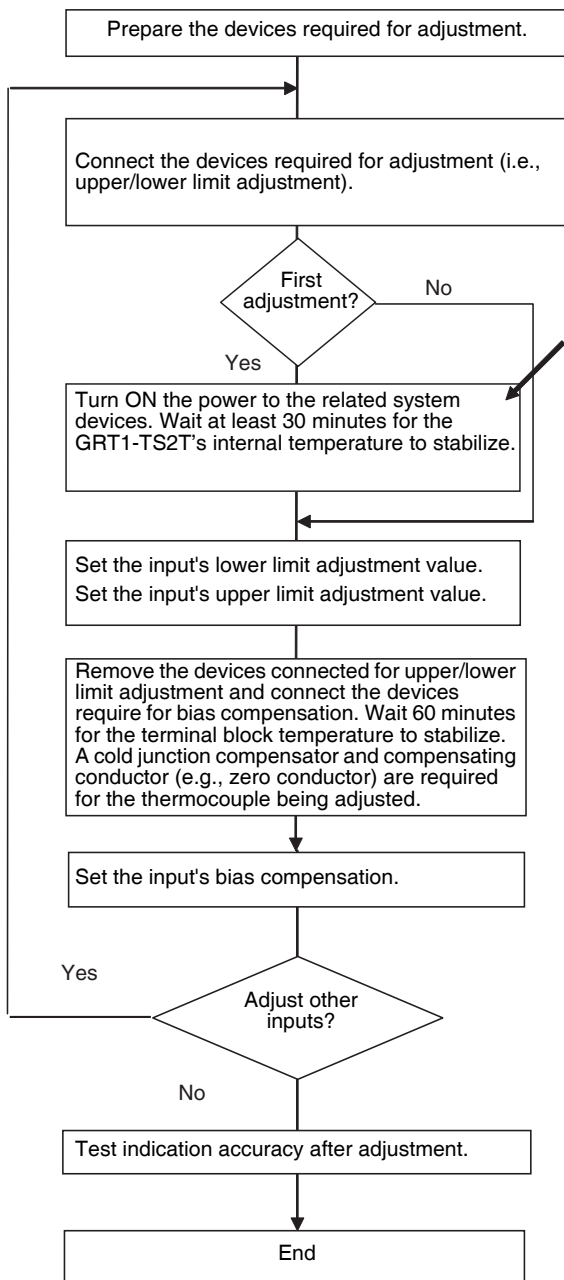 Prepare the devices required for adjustment.
Connect the devices required for adjustment (i.e.,
upper/lower limit adjustment).
First
adjustment?
No
Yes
Turn ON the power to the related system
devices. Wait at least 30 minutes for the
GRT1-TS2T's internal temperature to stabilize.
Set the input's lower limit adjustment value.
Set the input's upper limit adjustment value.
Remove the devices connected for upper/lower
limit adjustment and connect the devices
require for bias compensation. Wait 60 minutes
for the terminal block temperature to stabilize.
A cold junction compensator and compensating
conductor (e.g., zero conductor) are required
for the thermocouple being adjusted.
Set the input's bias compensation.
Yes
Adjust other
inputs?
No
Test indication accuracy after adjustment.
End